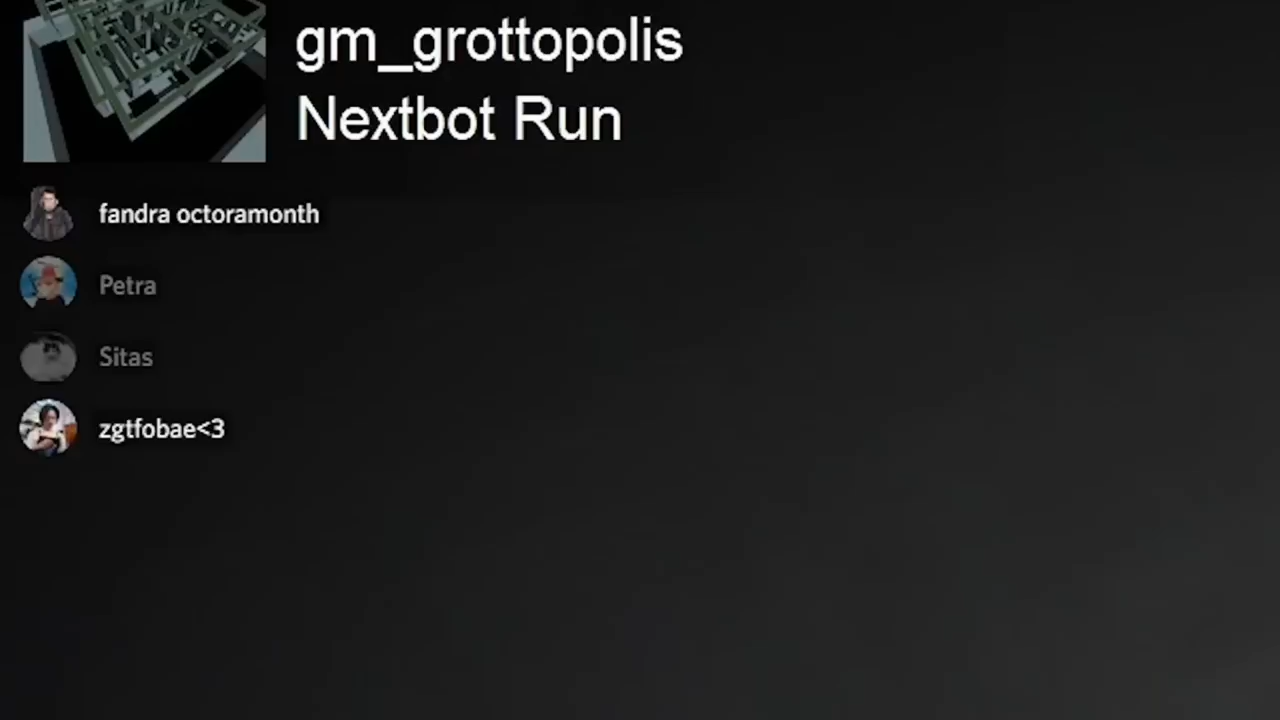 gm_grottopolis
Nextbot Run
fandra octoramonth
Petra
Sitas
zgtfobae<3